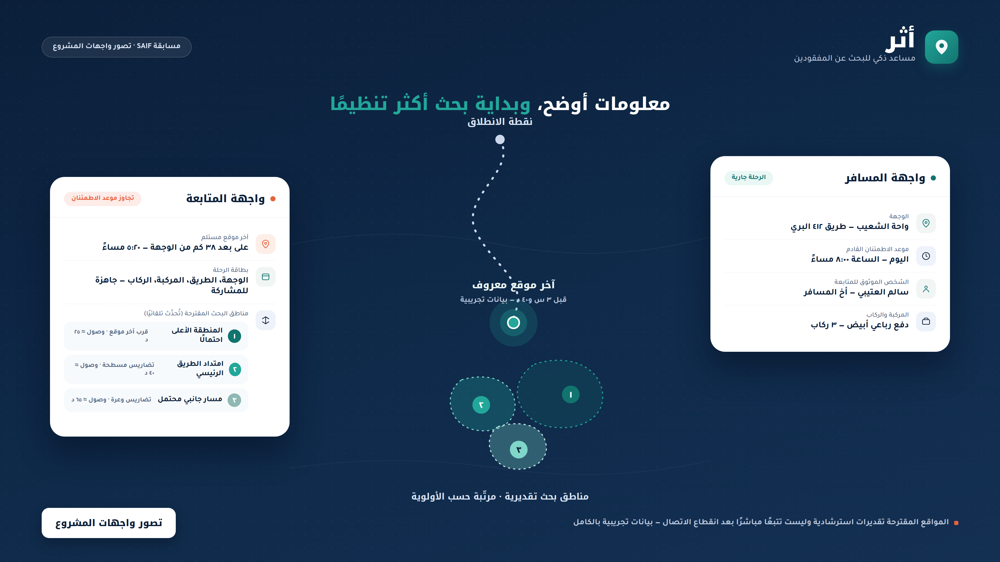 أثر
مساعد ذكي للبحث عن المفقودين
مسابقة SAIF · تصور واجهات المشروع
معلومات أوضح، وبداية بحث أكثر تنظيمًا
نقطة الانطلاق
واجهة المسافر
الرحلة جارية
الوجهة
واحة الشعيب – طريق ٤١٢ البري
موعد الاطمئنان القادم
اليوم – الساعة ٨:٠٠ مساءً
الشخص الموثوق للمتابعة
سالم العتيبي – أخ المسافر
المركبة والركاب
دفع رباعي أبيض – ٣ ركاب
آخر موقع معروف
قبل ٣ س و٤٠ د – بيانات تجريبية
١
٢
٣
مناطق بحث تقديرية · مرتّبة حسب الأولوية
واجهة المتابعة
تجاوز موعد الاطمئنان
آخر موقع مستلم
على بعد ٣٨ كم من الوجهة – ٥:٢٠ مساءً
بطاقة الرحلة
الوجهة، الطريق، المركبة، الركاب – جاهزة
للمشاركة
مناطق البحث المقترحة (تُحدَّث تلقائيًا)
١
المنطقة الأعلى
احتمالًا
قرب آخر موقع · وصول ≈ ٢٥
د
٢
امتداد الطريق
الرئيسي
تضاريس مسطحة · وصول ≈
٤٠ د
٣
مسار جانبي محتمل
تضاريس وعرة · وصول ≈ ٦٥ د
المواقع المقترحة تقديرات استرشادية وليست تتبعًا مباشرًا بعد انقطاع الاتصال – بيانات تجريبية بالكامل
تصور واجهات المشروع